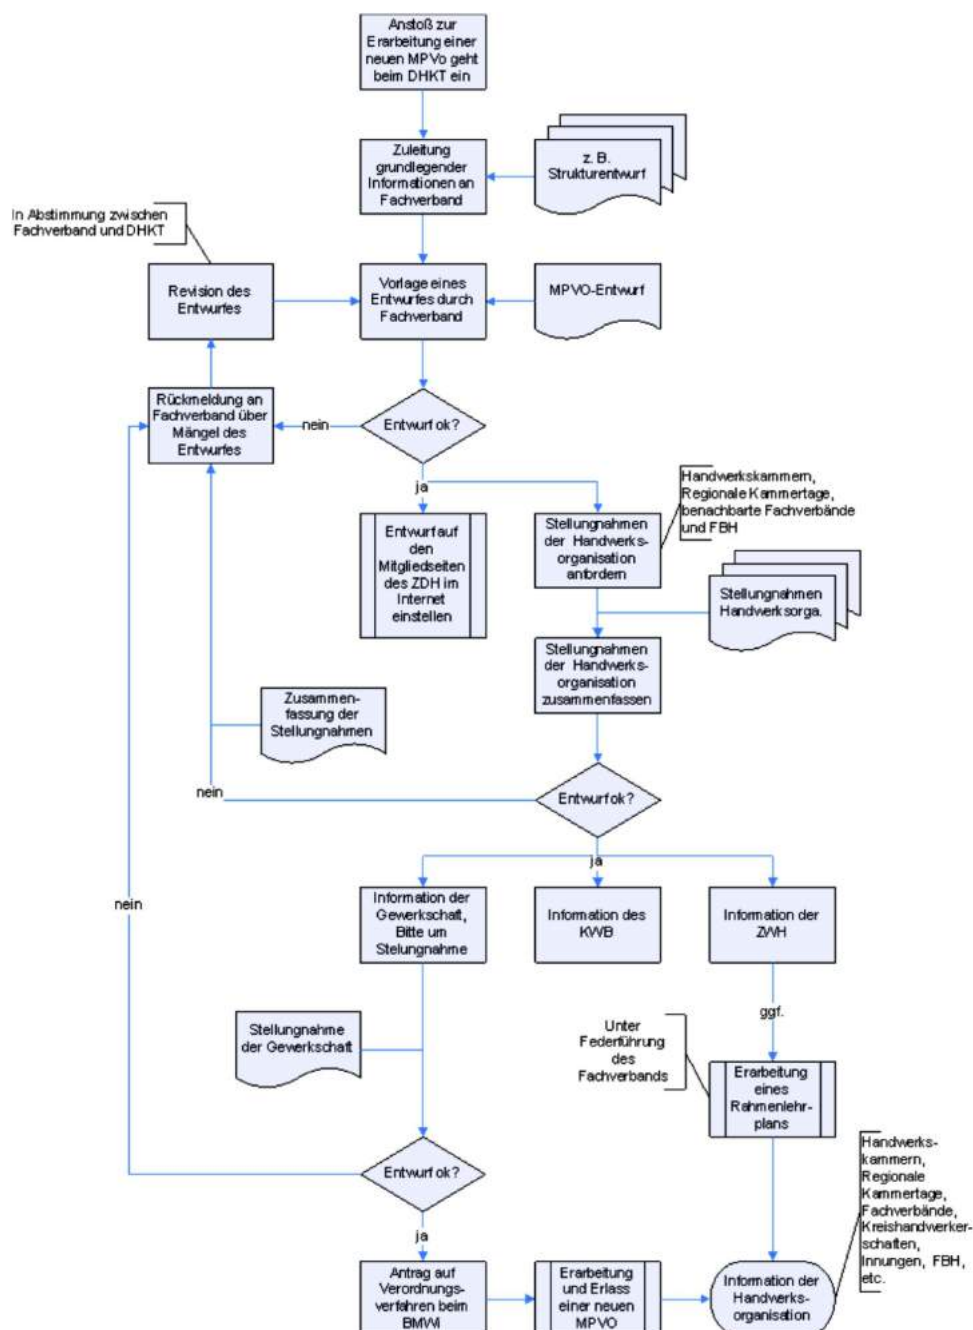 Anstoß zur
Erarbeitung einer
neuen MPVo geht
beim DHKT ein
Zuleitung
grundlegender
Informationen an
Fachverband
z. B.
Strukturentwurf
In Abstimmung zwischen
Fachverband und DHKT
Revision des
Entwurfes
Vorlage eines
Entwurfes durch
Fachverband
MPVO-Entwurf
Rückmeldung an
Fachverband über
Mängel des
Entwurfes
nein
Entwurf ok?
ja
Handwerkskammern,
Regionale Kammertage,
benachbarte Fachverbände
und FBH
Entwurf auf
den
Mitgliedseiten
des ZDH im
Internet
einstellen
Stellungnahmen
der Handwerks-
organisation
anfordern
Stellungnahmen
Handwerksorga.
Stellungnahmen
der Handwerks-
organisation
zusammenfassen
Zusammen-
fassung der
Stellungnahmen
nein
Entwurf ok?
ja
nein
Information der
Gewerkschaft,
Bitte um
Stelungnahme
Information des
KWB
Information der
ZWH
ggf.
Stellungnahme
der Gewerkschaft
Unter
Federführung
des
Fachverbands
Erarbeitung
eines
Rahmenlehr-
plans
Entwurf ok?
ja
Handwerks-
kammern,
Regionale
Kammertage,
Fachverbände,
Kreishandwerker-
schaften,
Innungen, FBH,
etc.
Antrag auf
Verordnungs-
verfahren beim
BMWi
Erarbeitung
und Erlass
einer neuen
MPVO
Information der
Handwerks-
organisation